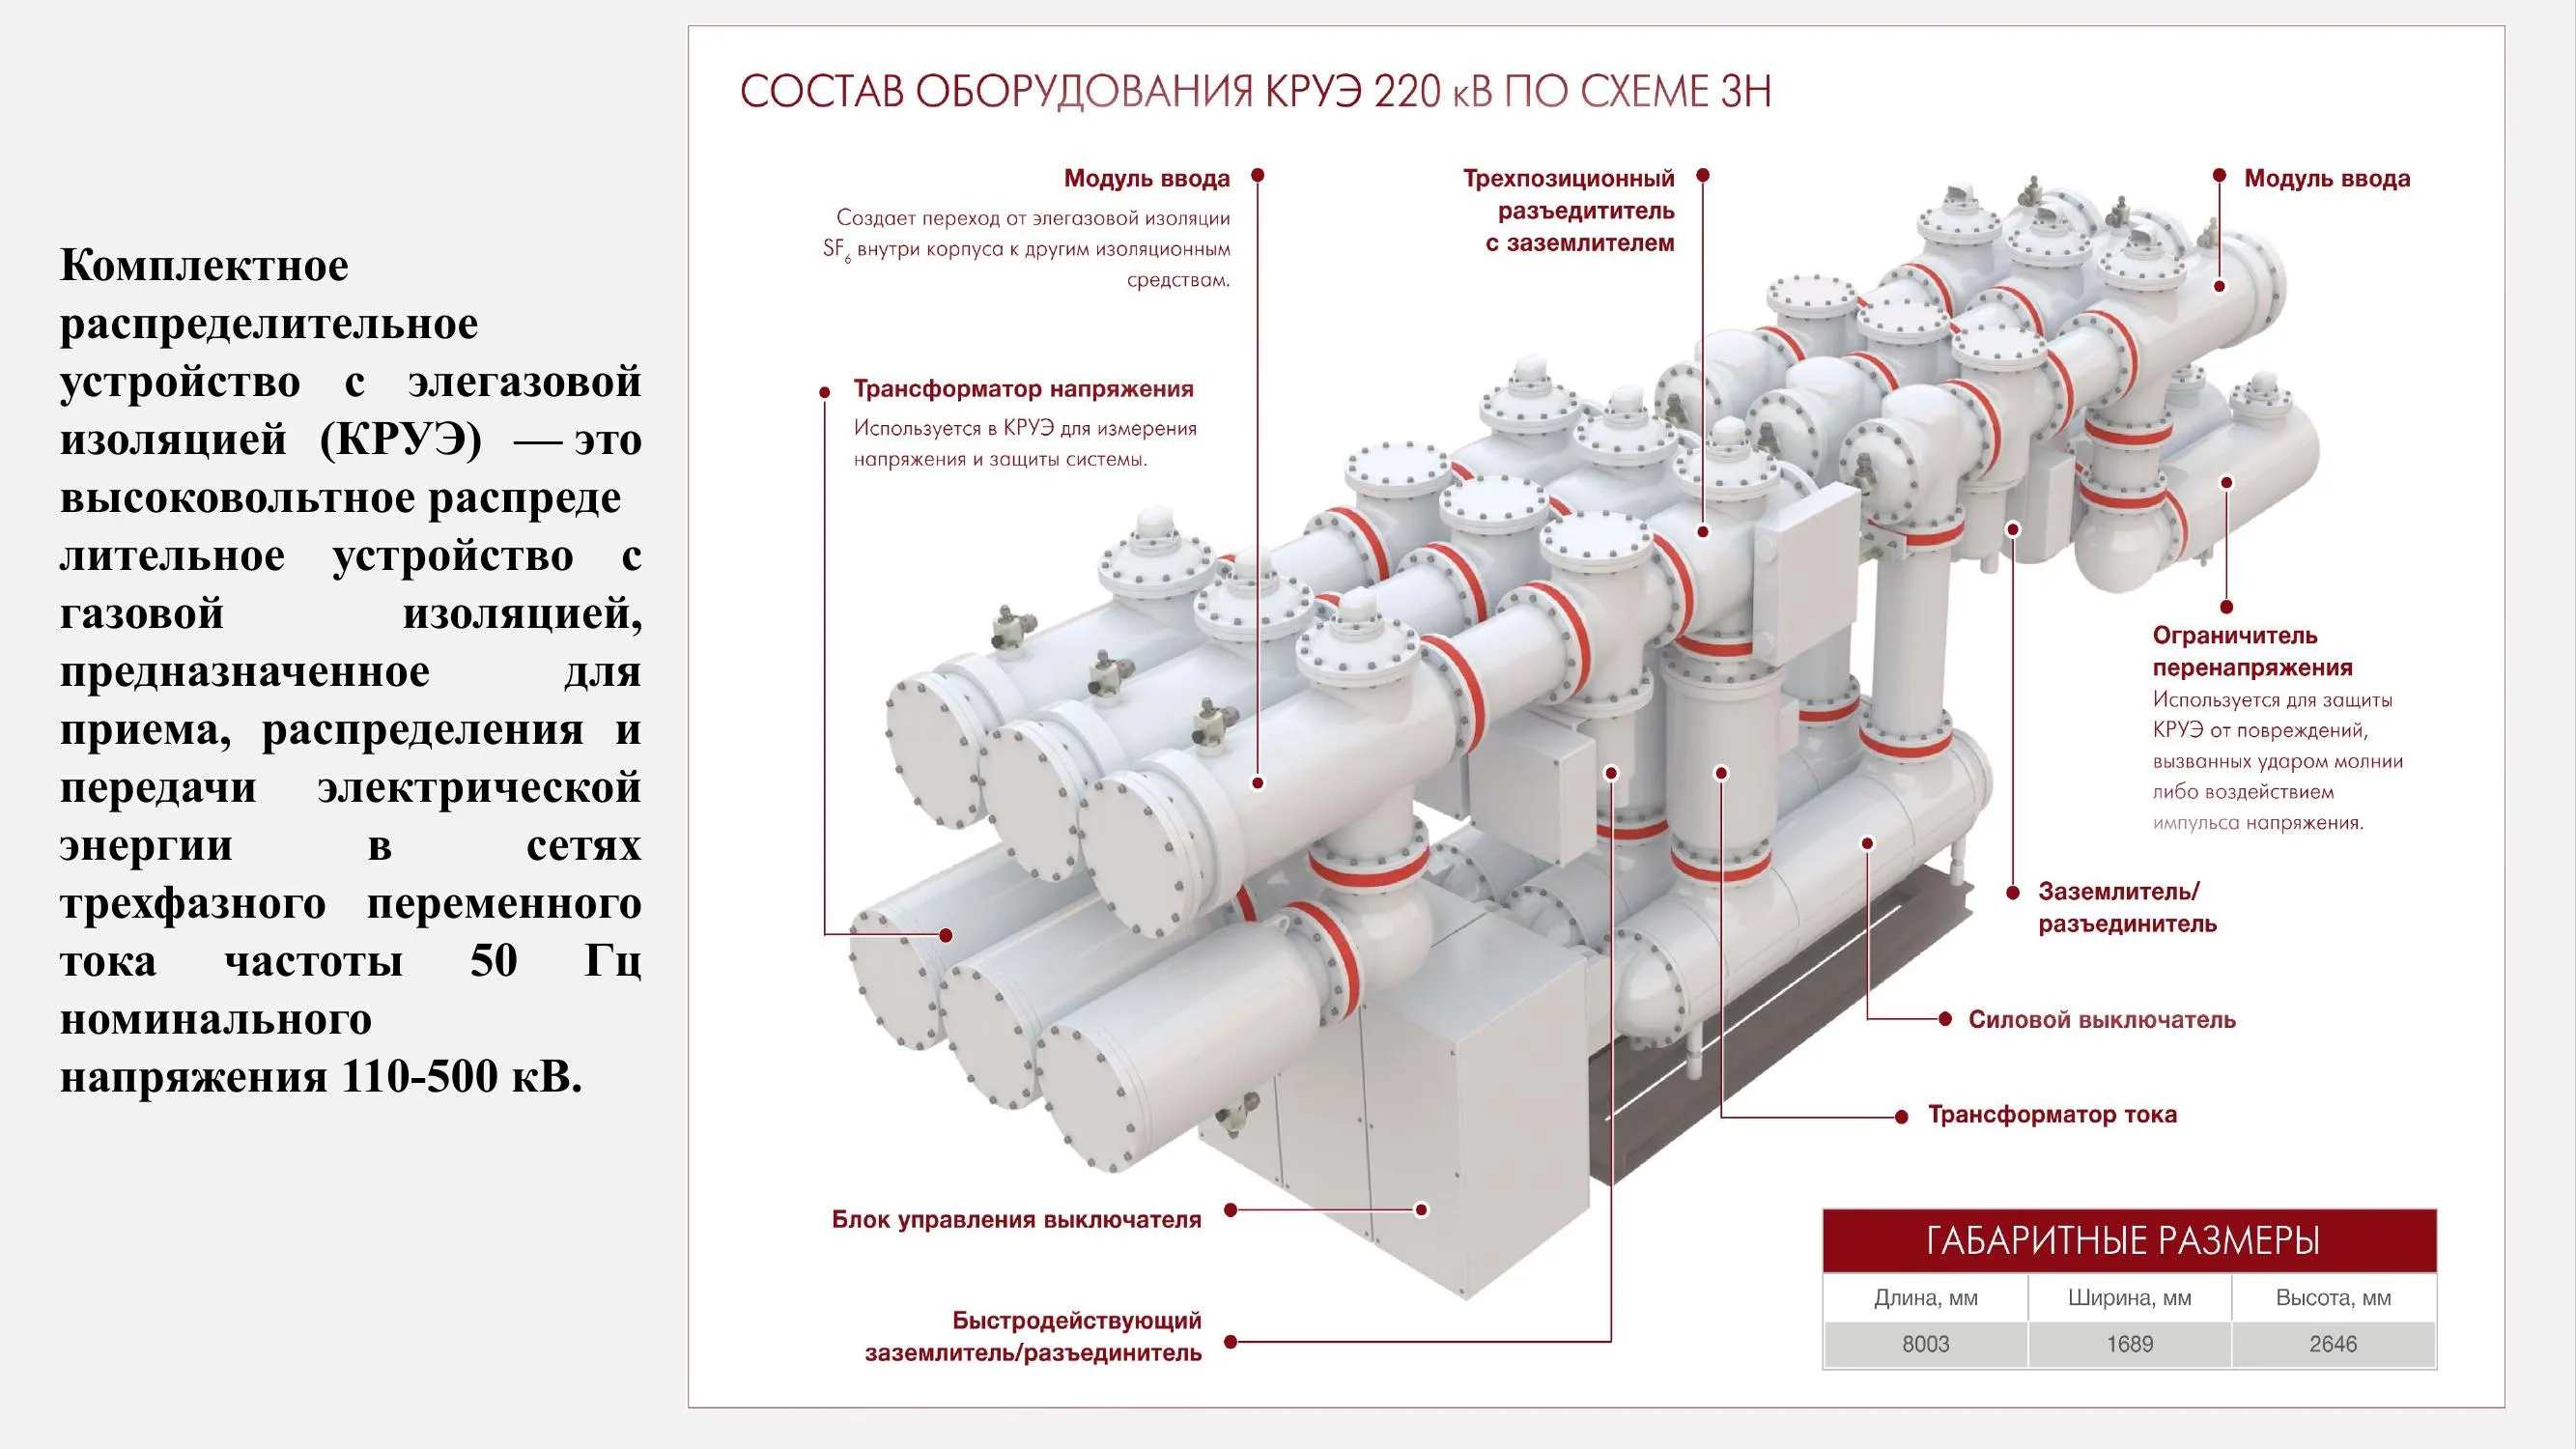 Комплектное
распределительное
устройство с элегазовой
изоляцией (КРУЭ) — это
высоковольтное распреде
лительное устройство с
газовой изоляцией,
предназначенное для
приема, распределения и
передачи электрической
энергии в сетях
трехфазного переменного
тока частоты 50 Гц
номинального
напряжения 110-500 кВ.
СОСТАВ ОБОРУДОВАНИЯ КРУЭ 220 кВ ПО СХЕМЕ 3Н
Модуль ввода
Создает переход от элегазовой изоляции
SF₆ внутри корпуса к другим изоляционным
средствам.
Трехпозиционный
разъедититель
с заземлителем
Модуль ввода
Трансформатор напряжения
Используется в КРУЭ для измерения
напряжения и защиты системы.
Ограничитель
перенапряжения
Используется для защиты
КРУЭ от повреждений,
вызванных ударом молнии
либо воздействием
импульса напряжения.
Заземлитель/
разъединитель
Силовой выключатель
Трансформатор тока
Блок управления выключателя
Быстродействующий
заземлитель/разъединитель
ГАБАРИТНЫЕ РАЗМЕРЫ
Длина, мм Ширина, мм Высота, мм
8003 1689 2646